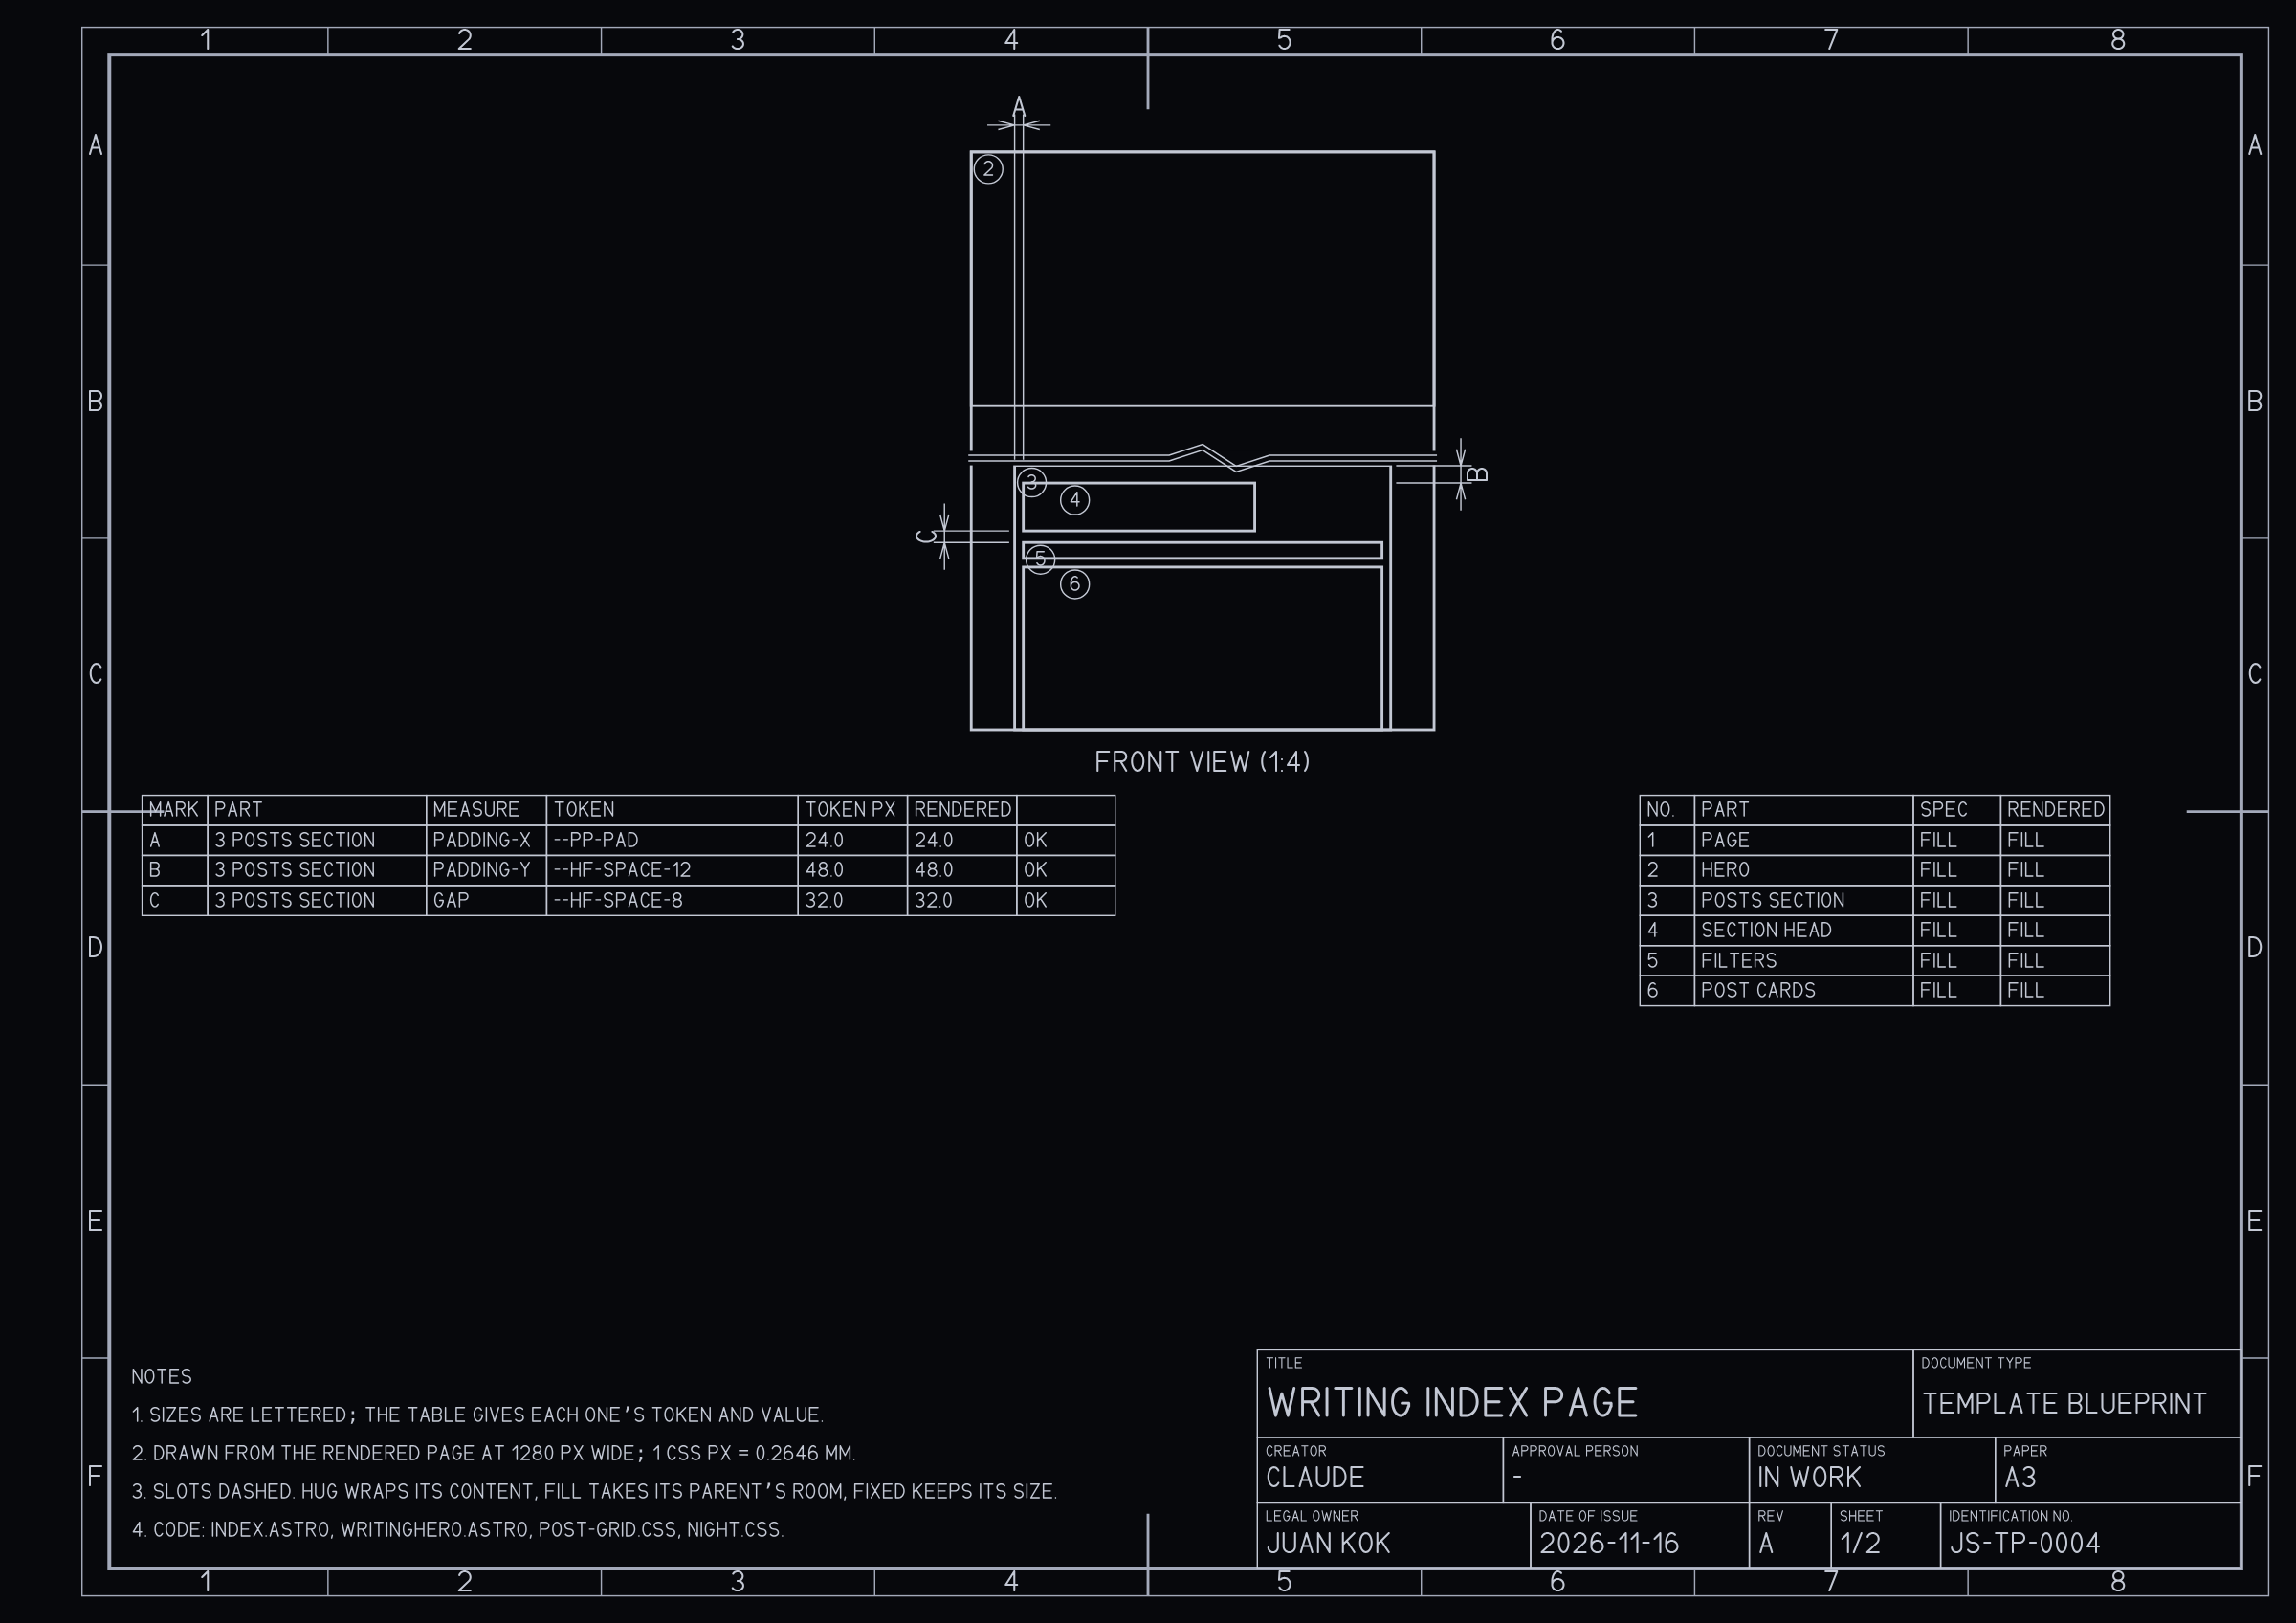 1 2 3 4 5 6 7 8
A A
B B
C C
D D
E E
F F
A
2
B
3
4
C
5
6
FRONT VIEW (1:4)
MARK PART MEASURE TOKEN TOKEN PX RENDERED
A 3 POSTS SECTION PADDING-X --PP-PAD 24.0 24.0 OK
B 3 POSTS SECTION PADDING-Y --HF-SPACE-12 48.0 48.0 OK
C 3 POSTS SECTION GAP --HF-SPACE-8 32.0 32.0 OK
NO. PART SPEC RENDERED
1 PAGE FILL FILL
2 HERO FILL FILL
3 POSTS SECTION FILL FILL
4 SECTION HEAD FILL FILL
5 FILTERS FILL FILL
6 POST CARDS FILL FILL
NOTES
1. SIZES ARE LETTERED; THE TABLE GIVES EACH ONE'S TOKEN AND VALUE.
2. DRAWN FROM THE RENDERED PAGE AT 1280 PX WIDE; 1 CSS PX = 0.2646 MM.
3. SLOTS DASHED. HUG WRAPS ITS CONTENT, FILL TAKES ITS PARENT'S ROOM, FIXED KEEPS ITS SIZE.
4. CODE: INDEX.ASTRO, WRITINGHERO.ASTRO, POST-GRID.CSS, NIGHT.CSS.
TITLE DOCUMENT TYPE
WRITING INDEX PAGE TEMPLATE BLUEPRINT
CREATOR APPROVAL PERSON DOCUMENT STATUS PAPER
CLAUDE - IN WORK A3
LEGAL OWNER DATE OF ISSUE REV SHEET IDENTIFICATION NO.
JUAN KOK 2026-11-16 A 1/2 JS-TP-0004
1 2 3 4 5 6 7 8